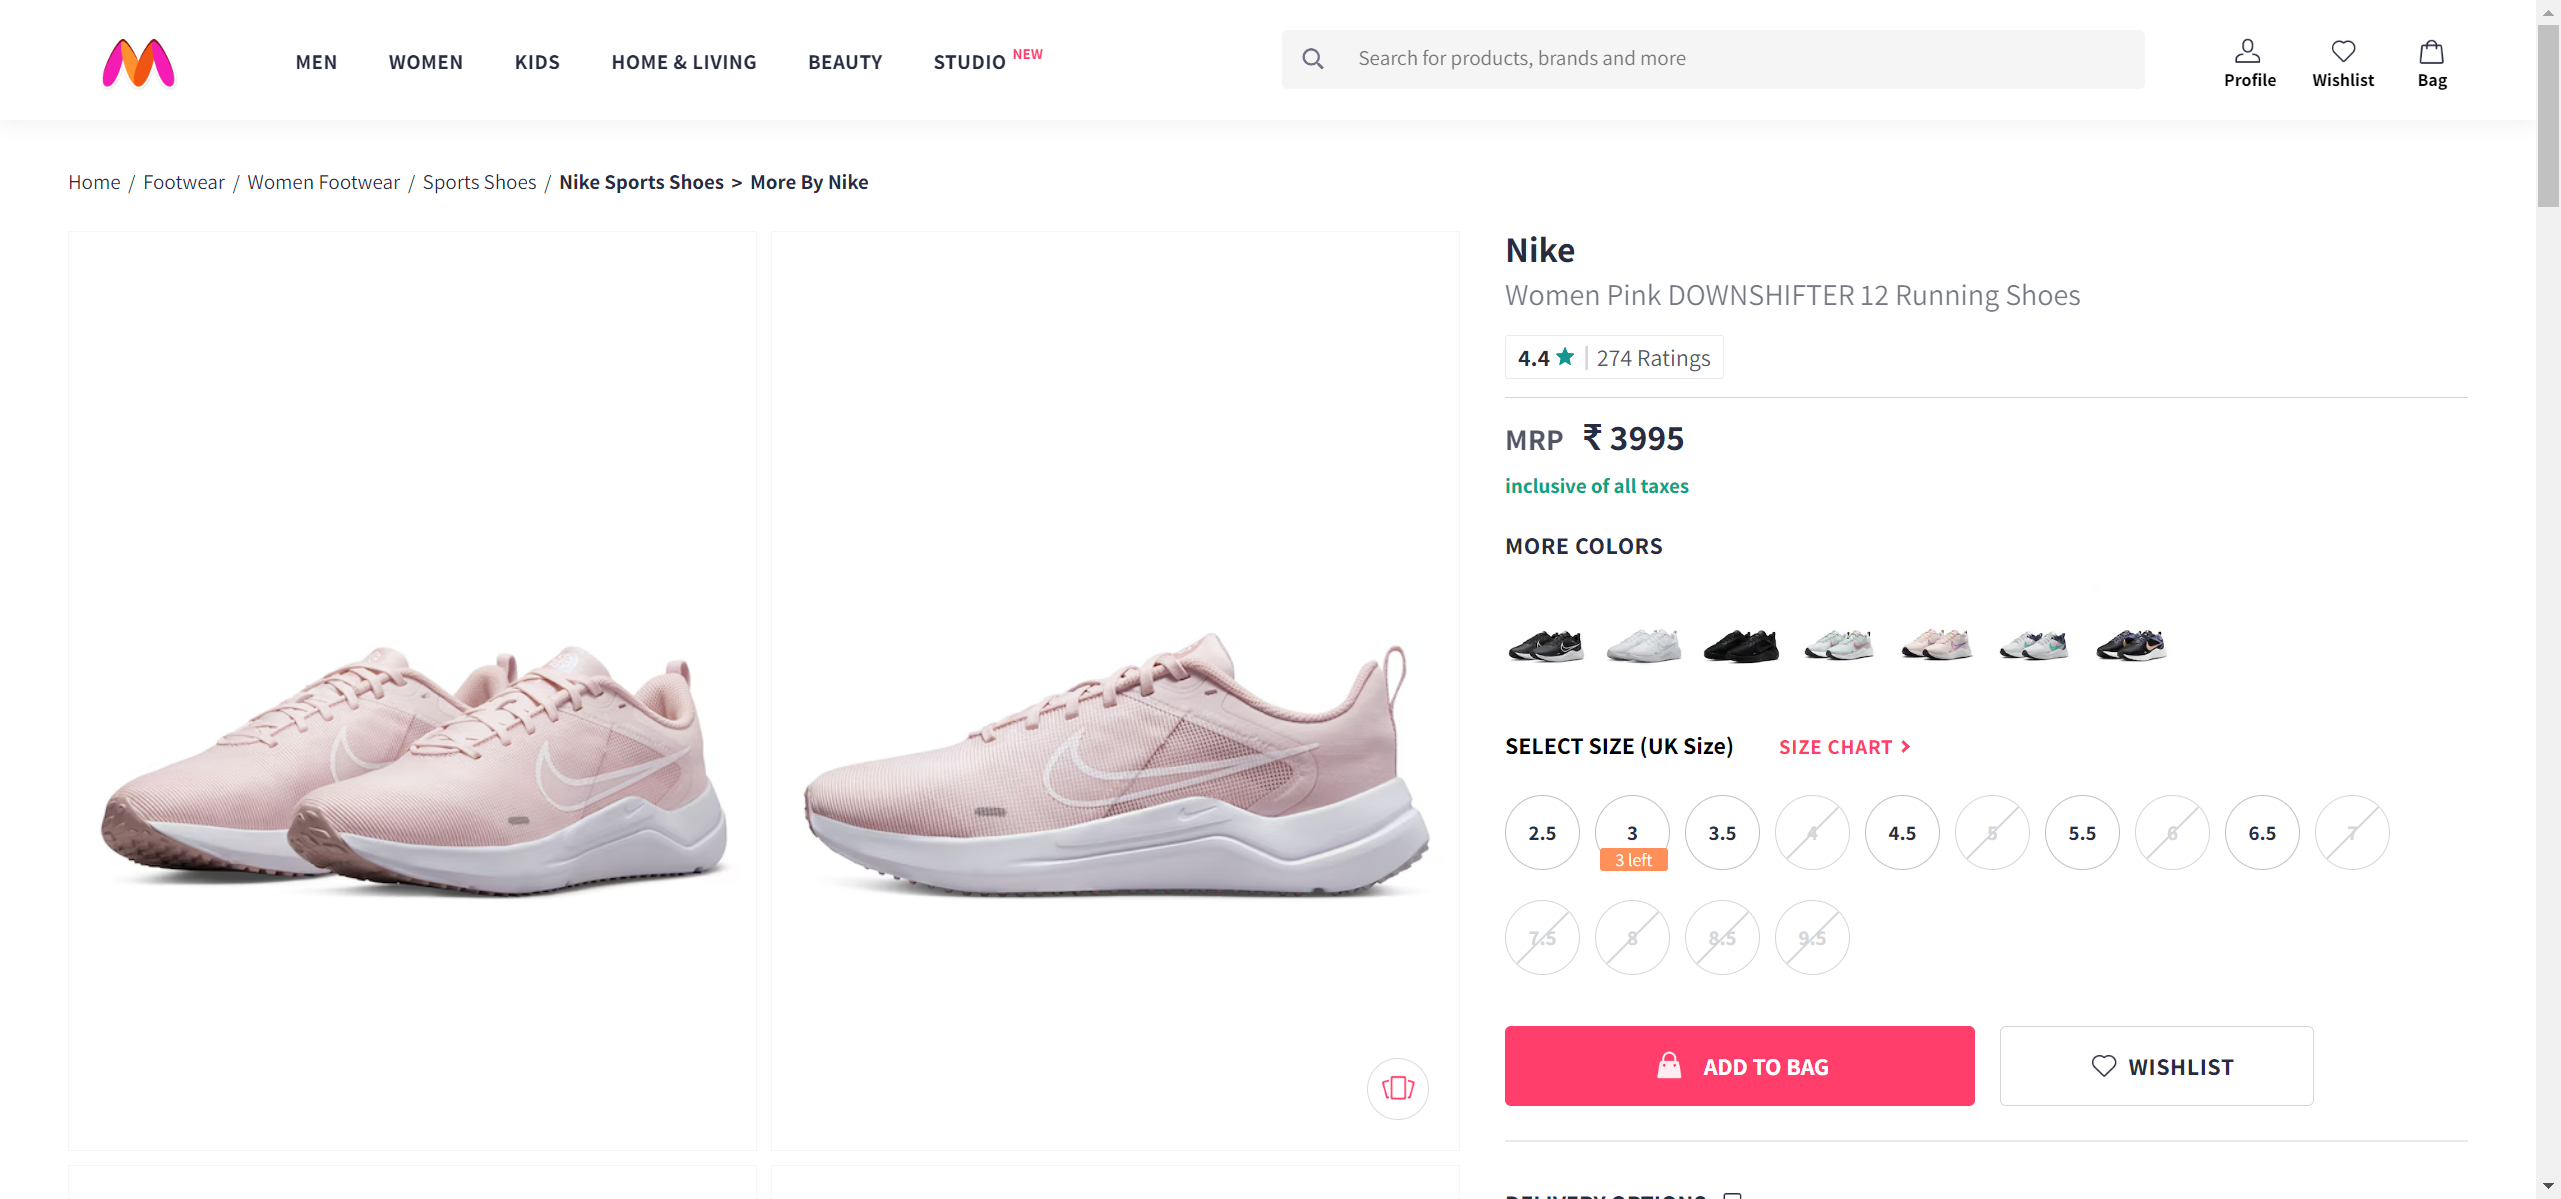 MEN WOMEN KIDS HOME & LIVING BEAUTY STUDIO NEW
Search for products, brands and more
Profile Wishlist Bag
Home / Footwear / Women Footwear / Sports Shoes / Nike Sports Shoes > More By Nike
Nike
Women Pink DOWNSHIFTER 12 Running Shoes
4.4 ★ | 274 Ratings
MRP ₹ 3995
inclusive of all taxes
MORE COLORS
SELECT SIZE (UK Size) SIZE CHART >
2.5 3 3.5 4 4.5 5 5.5 6 6.5 7
3 left
7.5 8 8.5 9.5
ADD TO BAG WISHLIST
DELIVERY OPTIONS